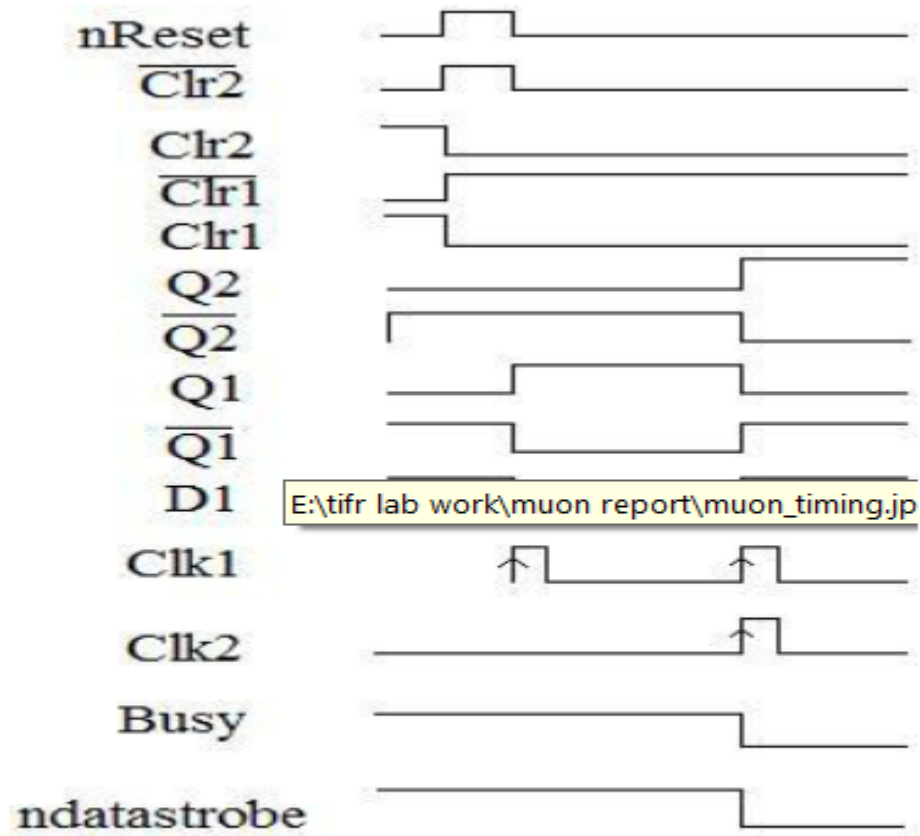 nReset
Clr2
Clr2
Clr1
Clr1
Q2
Q2
Q1
Q1
D1
E:\tifr lab work\muon report\muon_timing.jp
Clk1
Clk2
Busy
ndatastrobe